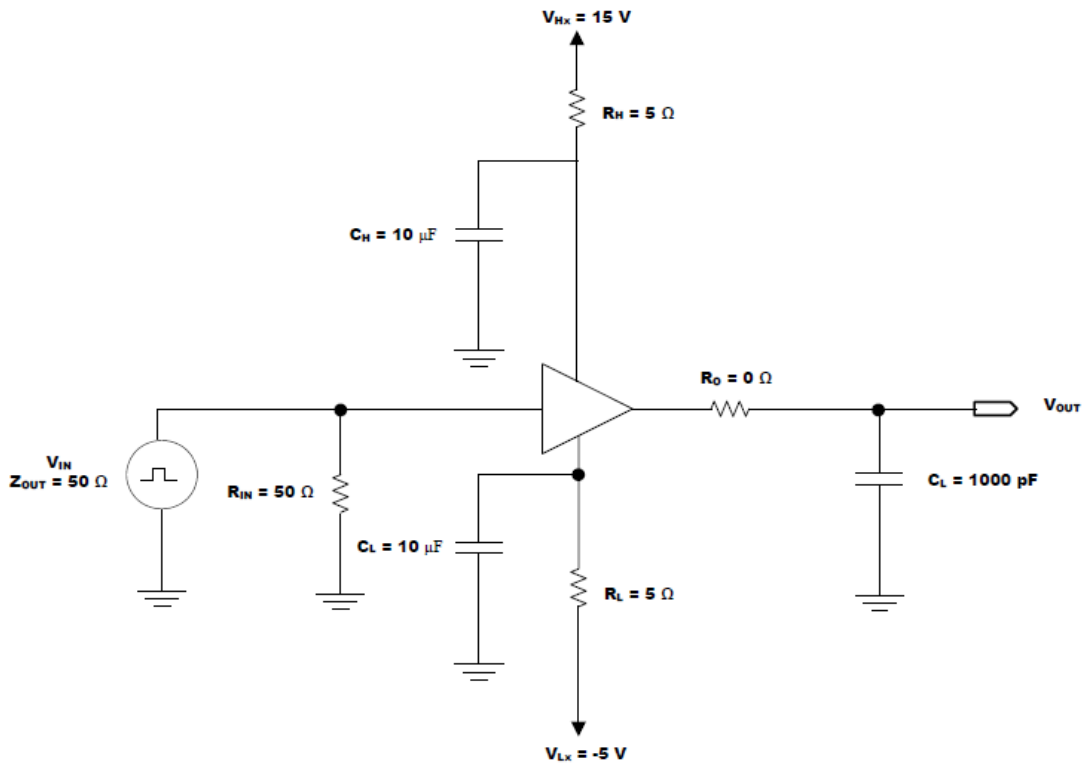 VHx = 15 V
RH = 5 Ω
CH = 10 μF
RO = 0 Ω
VOUT
VIN
ZOUT = 50 Ω
RIN = 50 Ω
CL = 1000 pF
CL = 10 μF
RL = 5 Ω
VLx = -5 V